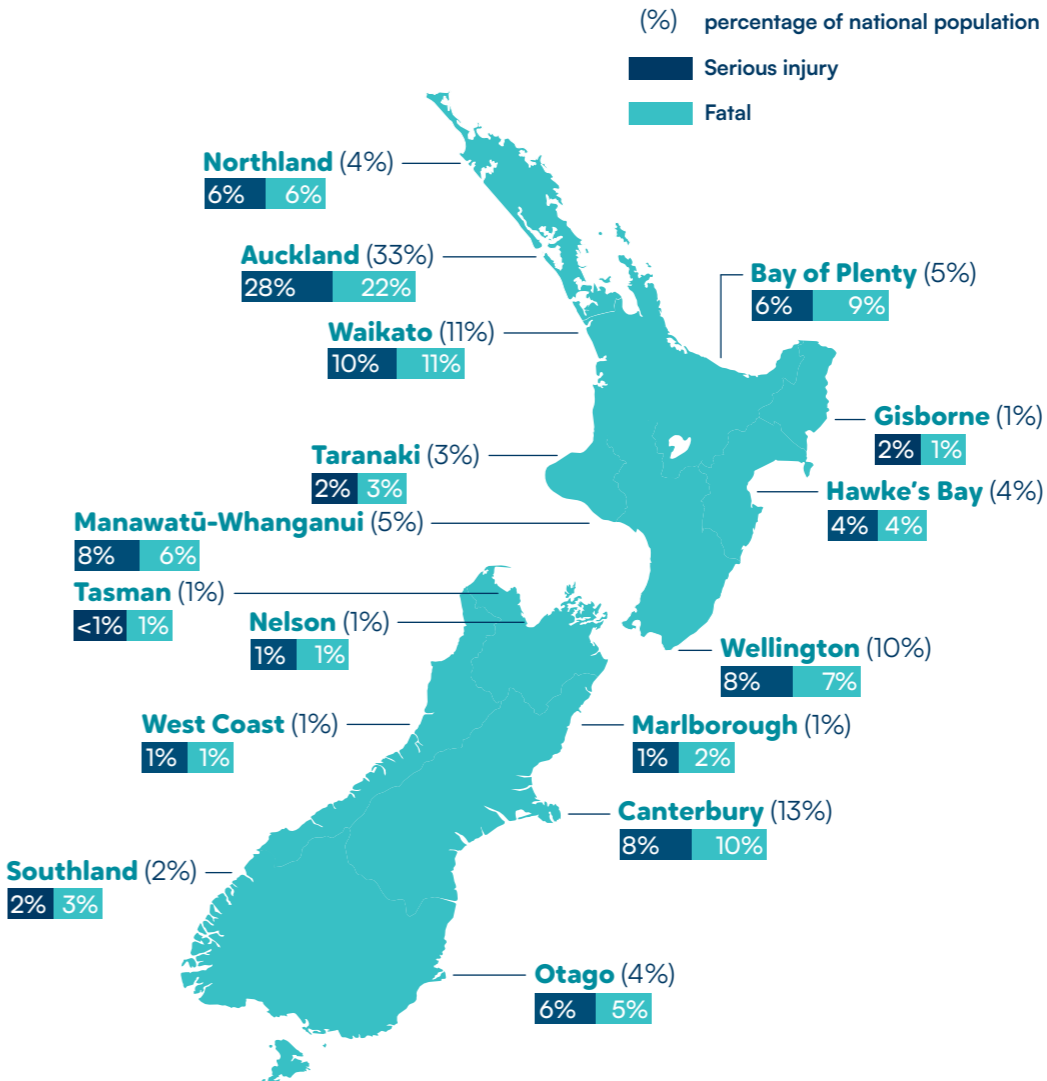 (%) percentage of national population
Serious injury
Fatal
Northland (4%)
6% 6%
Auckland (33%)
28% 22%
Bay of Plenty (5%)
6% 9%
Waikato (11%)
10% 11%
Gisborne (1%)
2% 1%
Taranaki (3%)
2% 3%
Hawke's Bay (4%)
4% 4%
Manawatū-Whanganui (5%)
8% 6%
Tasman (1%)
<1% 1%
Nelson (1%)
1% 1%
Wellington (10%)
8% 7%
West Coast (1%)
1% 1%
Marlborough (1%)
1% 2%
Canterbury (13%)
8% 10%
Southland (2%)
2% 3%
Otago (4%)
6% 5%